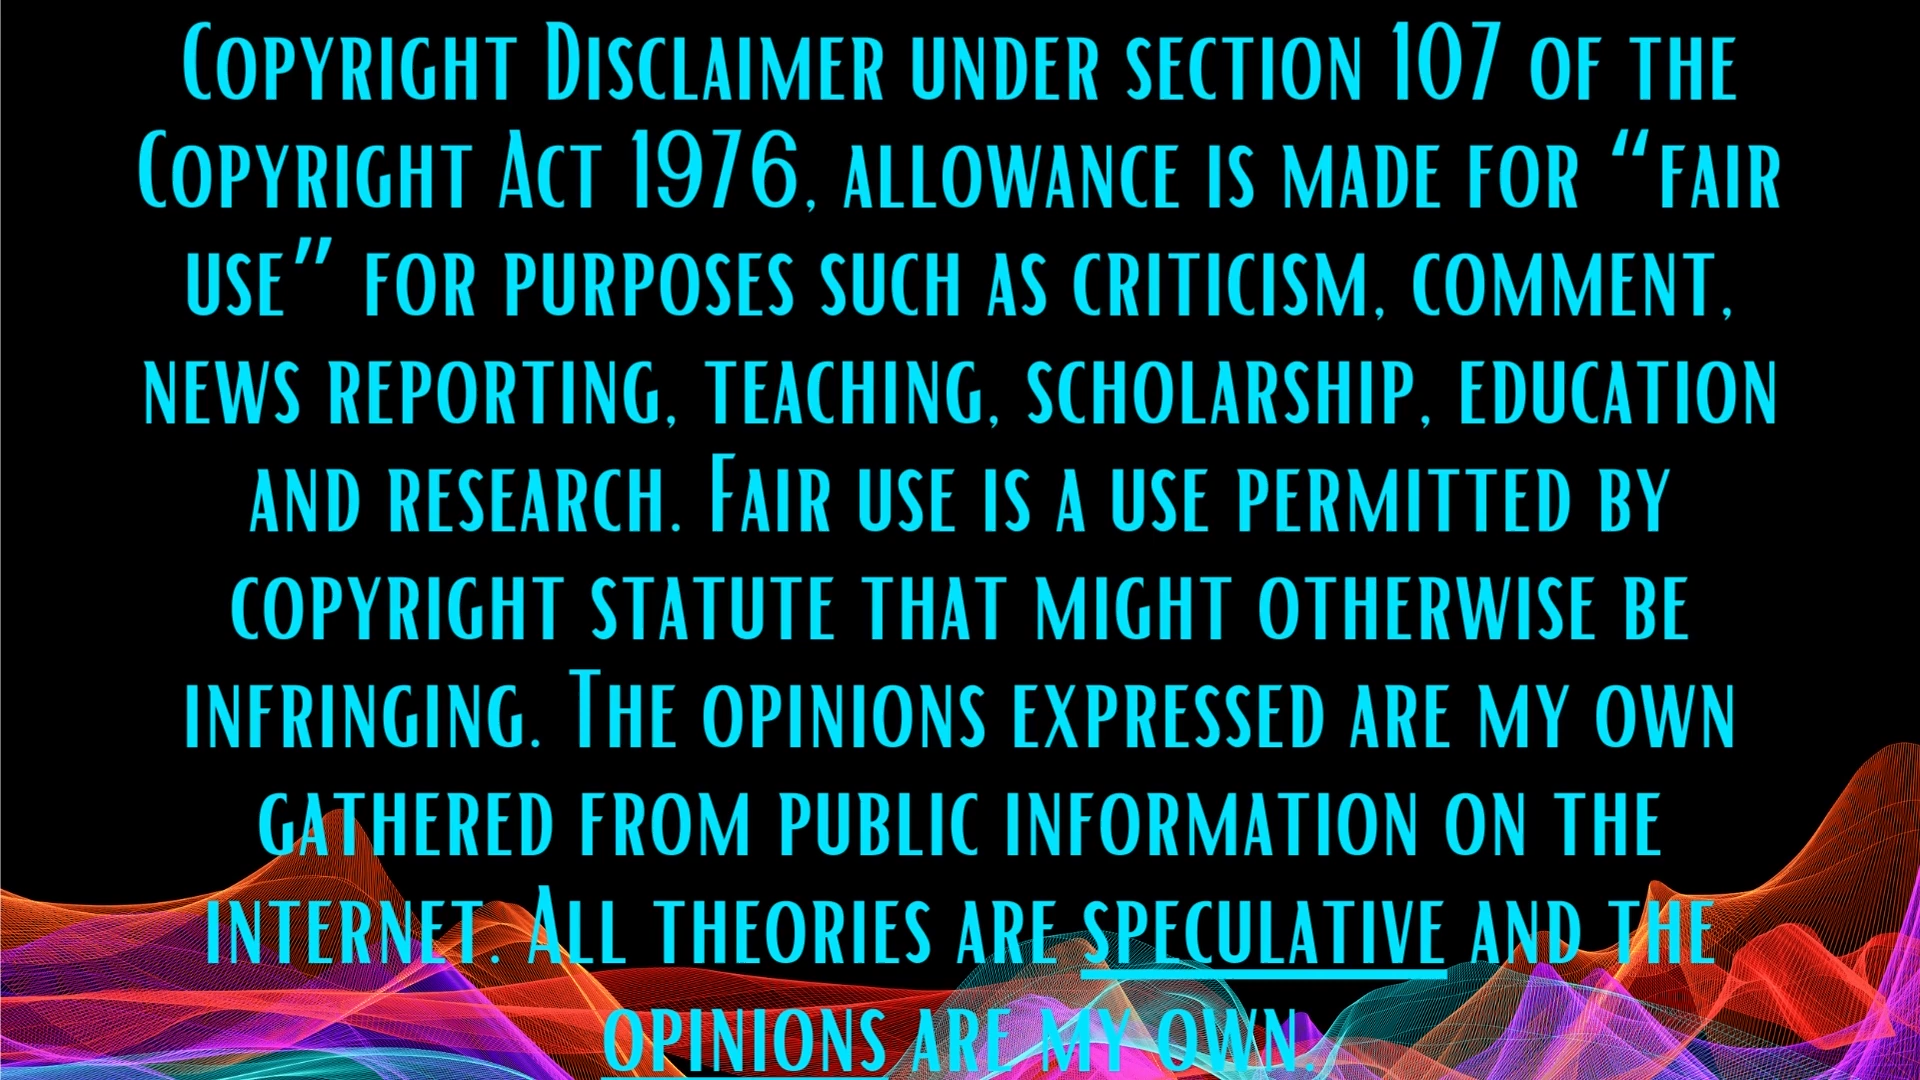 Copyright Disclaimer under section 107 of the
Copyright Act 1976, allowance is made for “fair
use” for purposes such as criticism, comment,
news reporting, teaching, scholarship, education
and research. Fair use is a use permitted by
copyright statute that might otherwise be
infringing. The opinions expressed are my own
gathered from public information on the
internet. All theories are speculative and the
opinions are my own.